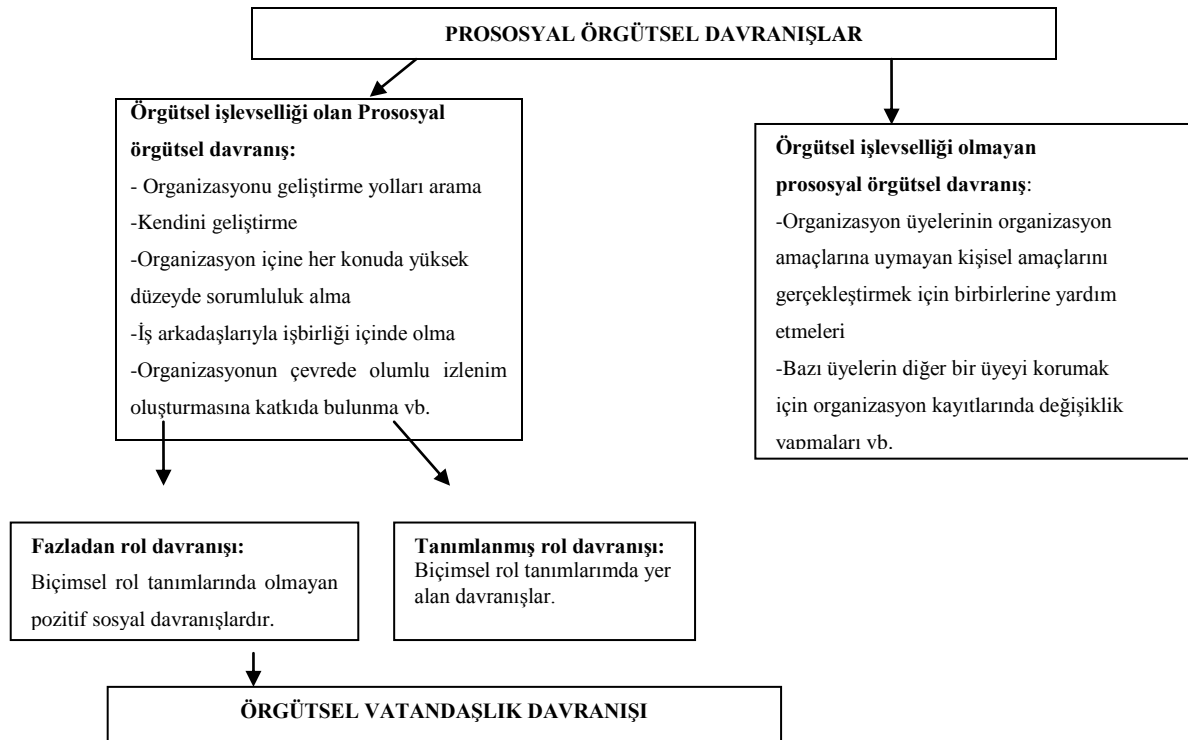 PROSOSYAL ÖRGÜTSEL DAVRANIŞLAR
Örgütsel işlevselliği olan Prososyal
örgütsel davranış:
- Organizasyonu geliştirme yolları arama
-Kendini geliştirme
-Organizasyon içine her konuda yüksek
düzeyde sorumluluk alma
-İş arkadaşlarıyla işbirliği içinde olma
-Organizasyonun çevrede olumlu izlenim
oluşturmasına katkıda bulunma vb.
Örgütsel işlevselliği olmayan
prososyal örgütsel davranış:
-Organizasyon üyelerinin organizasyon
amaçlarına uymayan kişisel amaçlarını
gerçekleştirmek için birbirlerine yardım
etmeleri
-Bazı üyelerin diğer bir üyeyi korumak
için organizasyon kayıtlarında değişiklik
yapmaları vb.
Fazladan rol davranışı:
Biçimsel rol tanımlarında olmayan
pozitif sosyal davranışlardır.
Tanımlanmış rol davranışı:
Biçimsel rol tanımlarımda yer
alan davranışlar.
ÖRGÜTSEL VATANDAŞLIK DAVRANIŞI